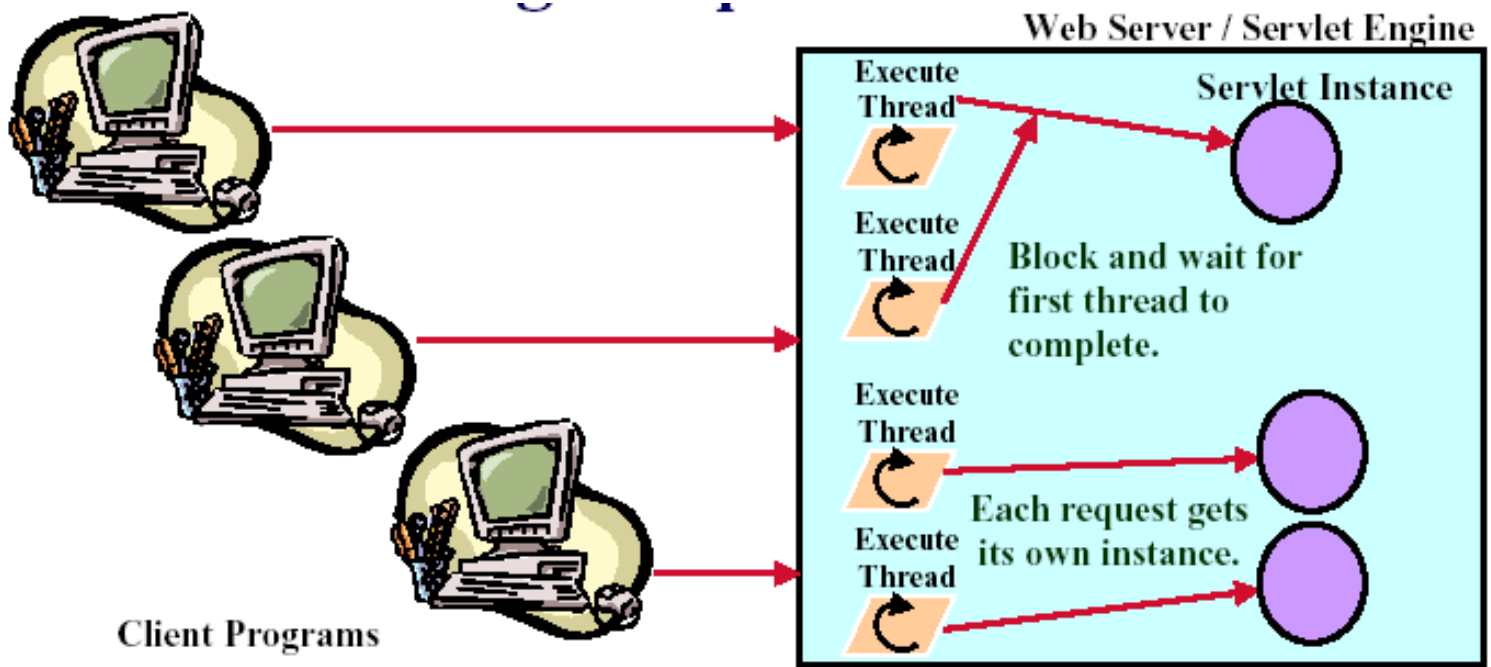 Web Server / Servlet Engine
Execute
Thread
Servlet Instance
Execute
Thread
Block and wait for
first thread to
complete.
Execute
Thread
Each request gets
its own instance.
Execute
Thread
Client Programs